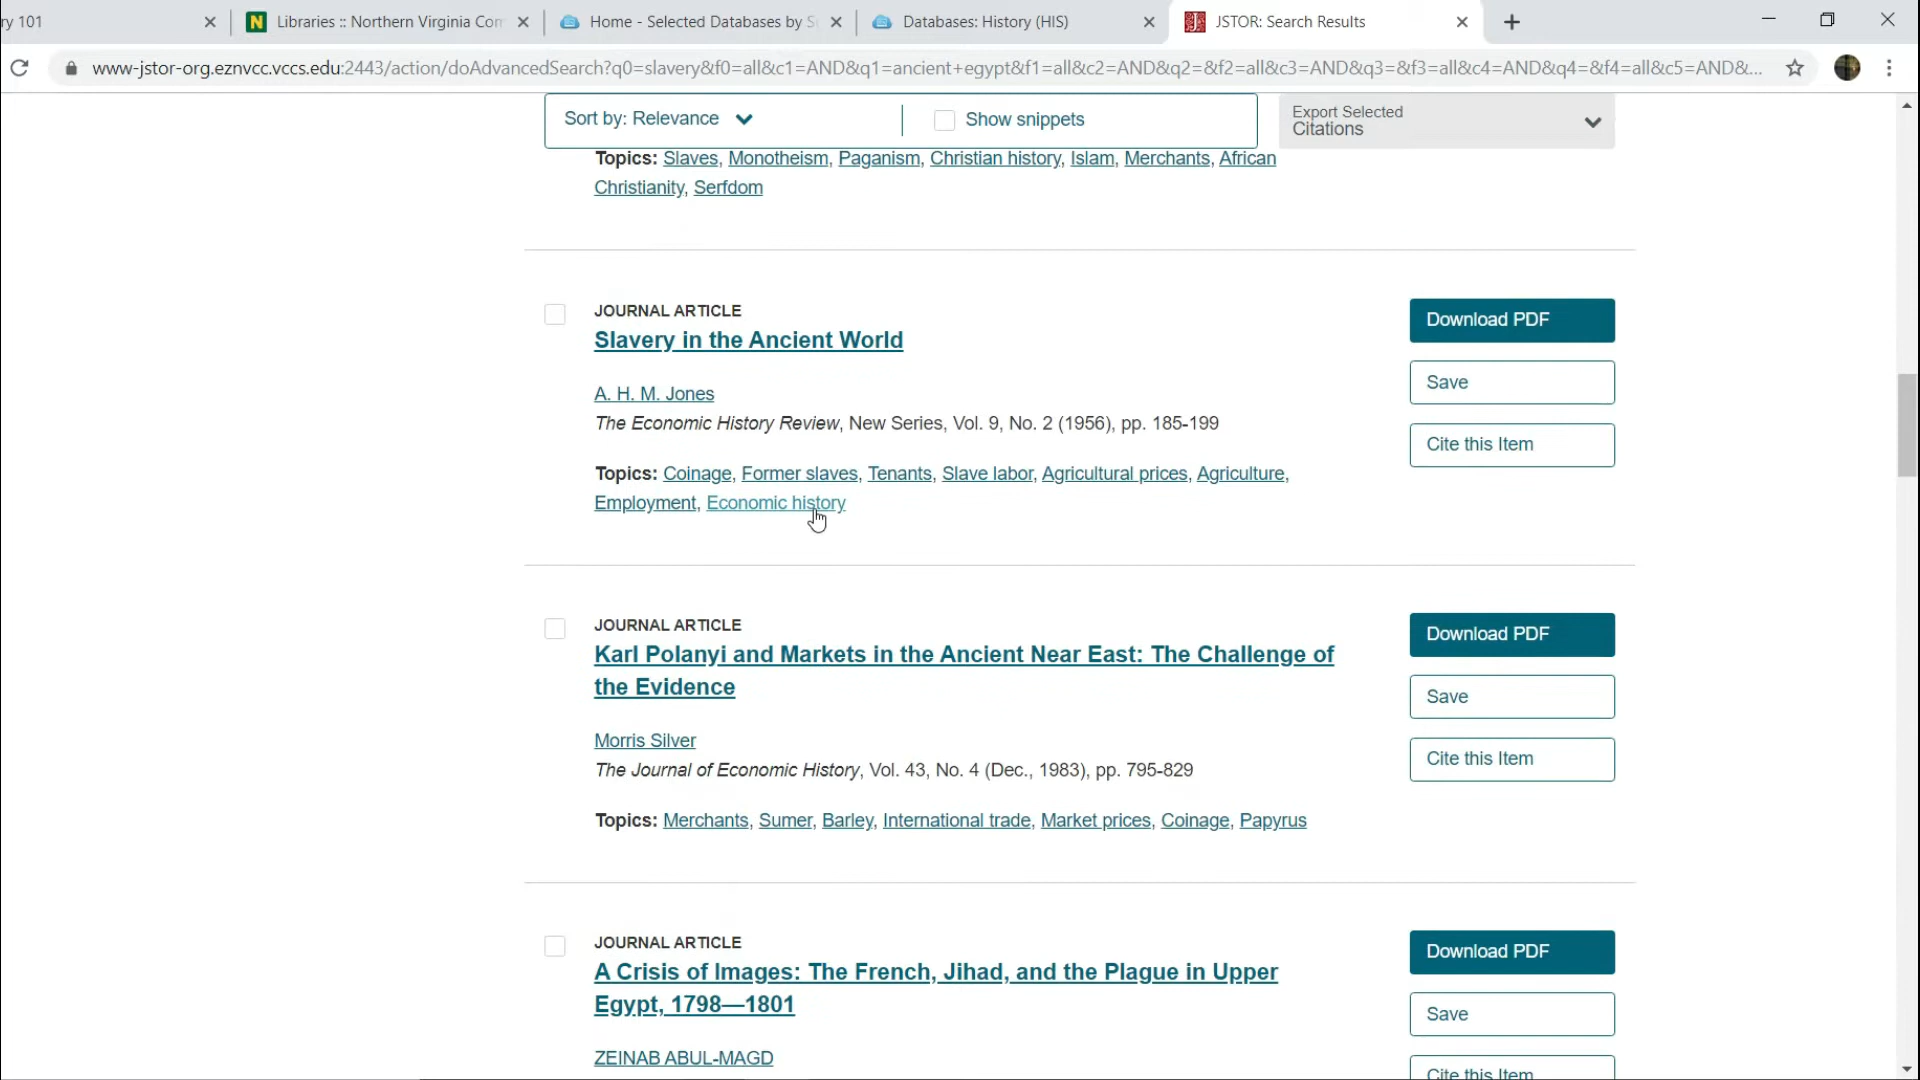 ry 101
Libraries :: Northern Virginia Com
Home - Selected Databases by Su
Databases: History (HIS)
JSTOR: Search Results
www-jstor-org.eznvcc.vccs.edu:2443/action/doAdvancedSearch?q0=slavery&f0=all&c1=AND&q1=ancient+egypt&f1=all&c2=AND&q2=&f2=all&c3=AND&q3=&f3=all&c4=AND&q4=&f4=all&c5=AND&...
Sort by: Relevance
Show snippets
Export Selected
Citations
Topics: Slaves, Monotheism, Paganism, Christian history, Islam, Merchants, African
Christianity, Serfdom
JOURNAL ARTICLE
Slavery in the Ancient World
A. H. M. Jones
The Economic History Review, New Series, Vol. 9, No. 2 (1956), pp. 185-199
Topics: Coinage, Former slaves, Tenants, Slave labor, Agricultural prices, Agriculture,
Employment, Economic history
Download PDF
Save
Cite this Item
JOURNAL ARTICLE
Karl Polanyi and Markets in the Ancient Near East: The Challenge of
the Evidence
Morris Silver
The Journal of Economic History, Vol. 43, No. 4 (Dec., 1983), pp. 795-829
Topics: Merchants, Sumer, Barley, International trade, Market prices, Coinage, Papyrus
Download PDF
Save
Cite this Item
JOURNAL ARTICLE
A Crisis of Images: The French, Jihad, and the Plague in Upper
Egypt, 1798—1801
ZEINAB ABUL-MAGD
Download PDF
Save
Cite this Item